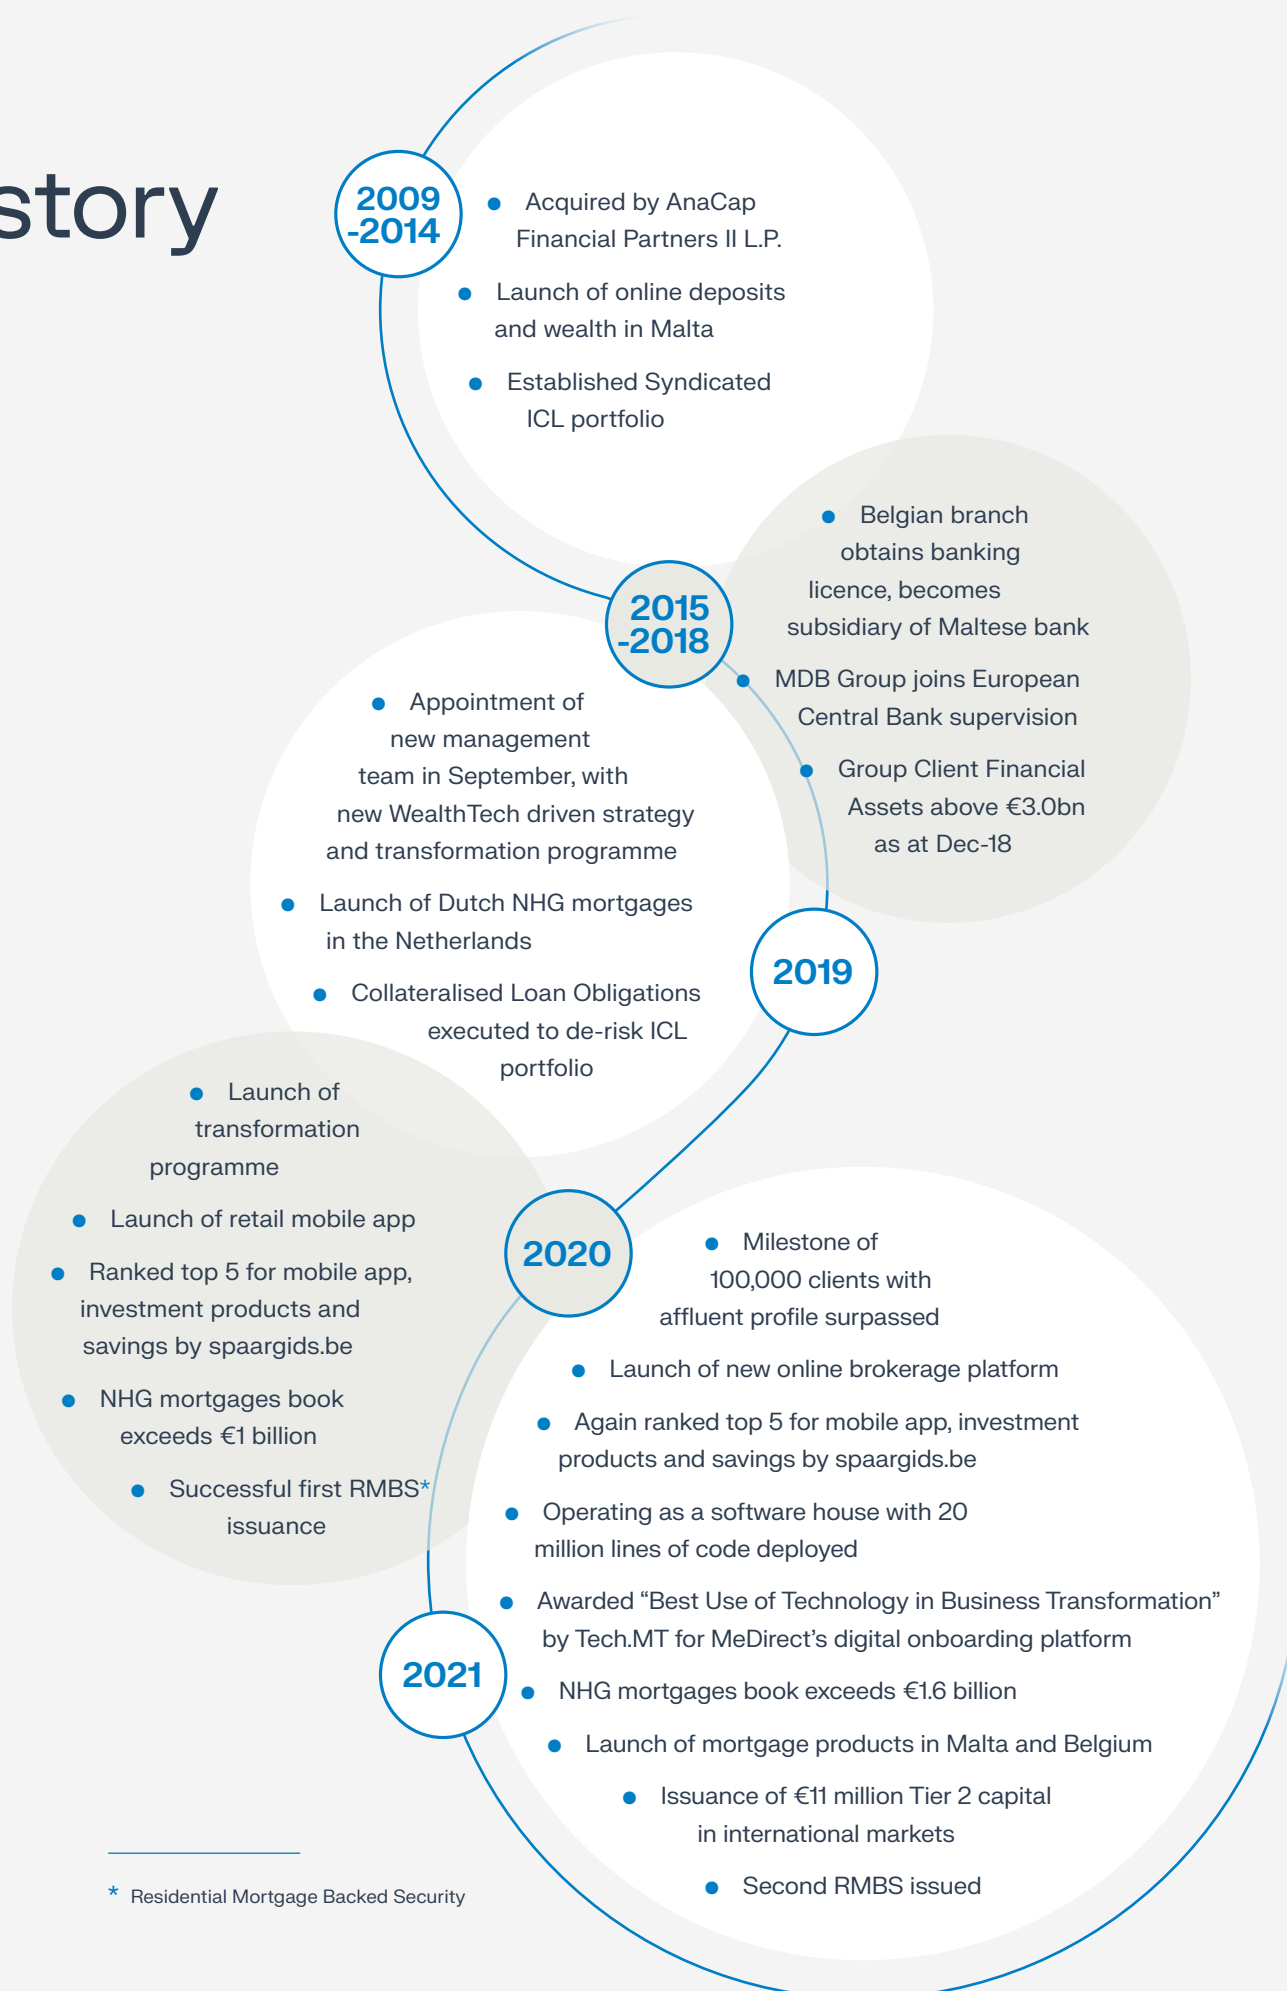 story
2009
-2014
Acquired by AnaCap
Financial Partners II L.P.
Launch of online deposits
and wealth in Malta
Established Syndicated
ICL portfolio
2015
-2018
Belgian branch
obtains banking
licence, becomes
subsidiary of Maltese bank
MDB Group joins European
Central Bank supervision
Group Client Financial
Assets above €3.0bn
as at Dec-18
2019
Appointment of
new management
team in September, with
new WealthTech driven strategy
and transformation programme
Launch of Dutch NHG mortgages
in the Netherlands
Collateralised Loan Obligations
executed to de-risk ICL
portfolio
2020
Launch of
transformation
programme
Launch of retail mobile app
Ranked top 5 for mobile app,
investment products and
savings by spaargids.be
NHG mortgages book
exceeds €1 billion
Successful first RMBS*
issuance
2021
Milestone of
100,000 clients with
affluent profile surpassed
Launch of new online brokerage platform
Again ranked top 5 for mobile app, investment
products and savings by spaargids.be
Operating as a software house with 20
million lines of code deployed
Awarded “Best Use of Technology in Business Transformation”
by Tech.MT for MeDirect’s digital onboarding platform
NHG mortgages book exceeds €1.6 billion
Launch of mortgage products in Malta and Belgium
Issuance of €11 million Tier 2 capital
in international markets
Second RMBS issued
* Residential Mortgage Backed Security